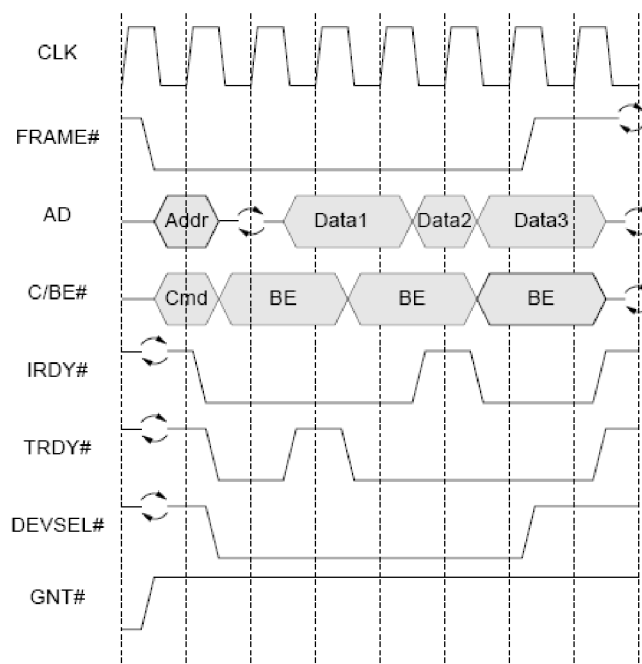 CLK
FRAME#
AD Addr Data1 Data2 Data3
C/BE# Cmd BE BE BE
IRDY#
TRDY#
DEVSEL#
GNT#